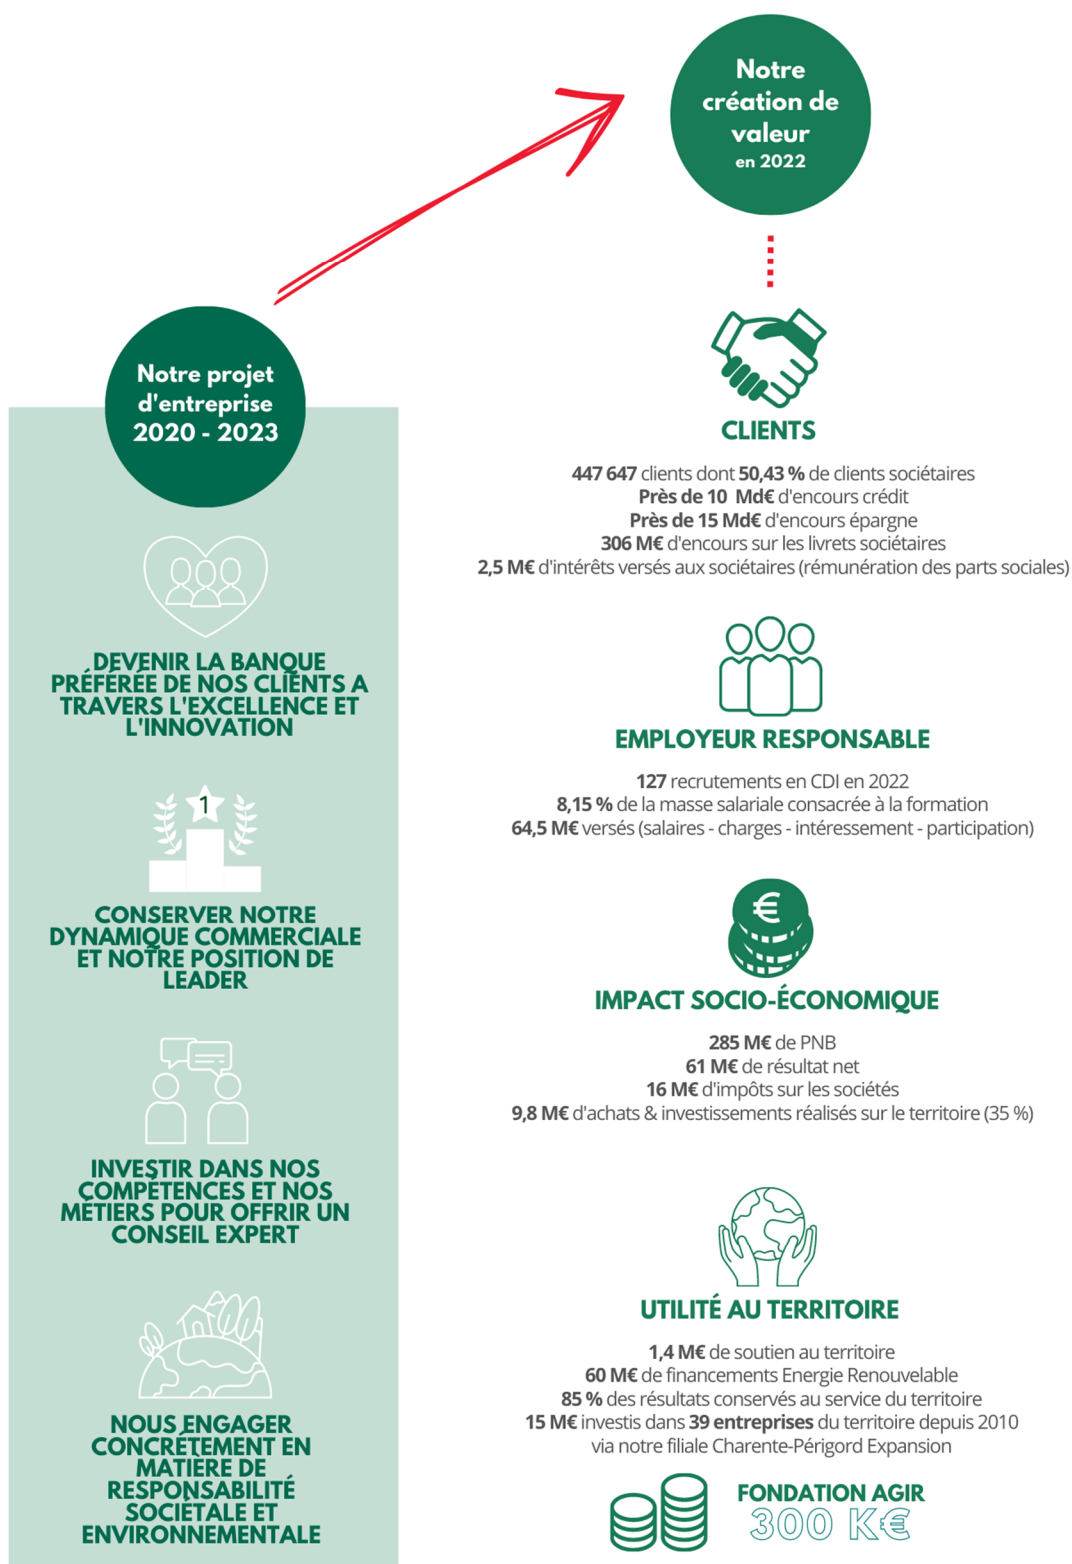 Notre
création de
valeur
en 2022
Notre projet
d'entreprise
2020 - 2023
DEVENIR LA BANQUE
PRÉFÉRÉE DE NOS CLIENTS A
TRAVERS L'EXCELLENCE ET
L'INNOVATION
1
CONSERVER NOTRE
DYNAMIQUE COMMERCIALE
ET NOTRE POSITION DE
LEADER
INVESTIR DANS NOS
COMPÉTENCES ET NOS
MÉTIERS POUR OFFRIR UN
CONSEIL EXPERT
NOUS ENGAGER
CONCRÈTEMENT EN
MATIÈRE DE
RESPONSABILITÉ
SOCIÉTALE ET
ENVIRONNEMENTALE
CLIENTS
447 647 clients dont 50,43 % de clients sociétaires
Près de 10 Md€ d'encours crédit
Près de 15 Md€ d'encours épargne
306 M€ d'encours sur les livrets sociétaires
2,5 M€ d'intérêts versés aux sociétaires (rémunération des parts sociales)
EMPLOYEUR RESPONSABLE
127 recrutements en CDI en 2022
8,15 % de la masse salariale consacrée à la formation
64,5 M€ versés (salaires - charges - intéressement - participation)
€
IMPACT SOCIO-ÉCONOMIQUE
285 M€ de PNB
61 M€ de résultat net
16 M€ d'impôts sur les sociétés
9,8 M€ d'achats & investissements réalisés sur le territoire (35 %)
UTILITÉ AU TERRITOIRE
1,4 M€ de soutien au territoire
60 M€ de financements Energie Renouvelable
85 % des résultats conservés au service du territoire
15 M€ investis dans 39 entreprises du territoire depuis 2010
via notre filiale Charente-Périgord Expansion
FONDATION AGIR
300 K€